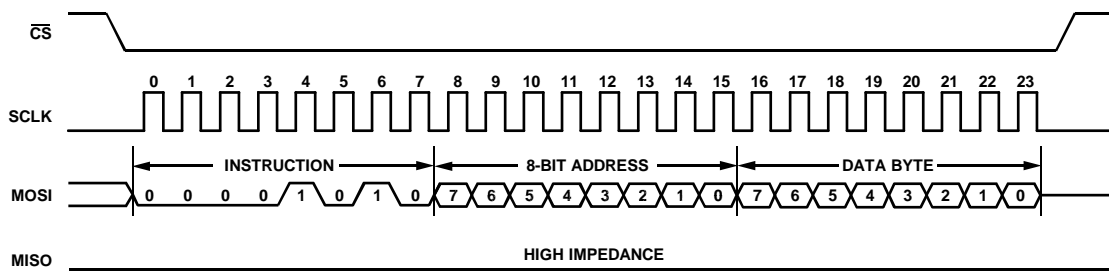 CS
0 1 2 3 4 5 6 7 8 9 10 11 12 13 14 15 16 17 18 19 20 21 22 23
SCLK
INSTRUCTION 8-BIT ADDRESS DATA BYTE
MOSI 0 0 0 0 1 0 1 0 7 6 5 4 3 2 1 0 7 6 5 4 3 2 1 0
HIGH IMPEDANCE
MISO